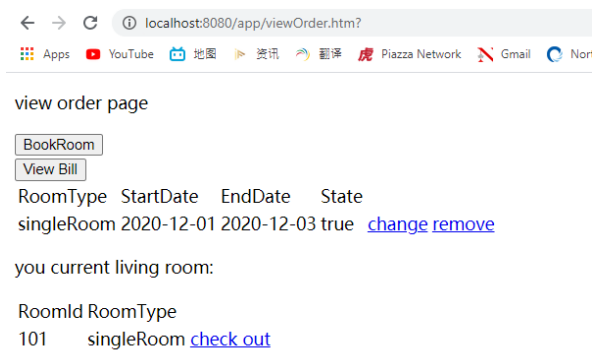 localhost:8080/app/viewOrder.htm?
Apps YouTube 地图 资讯 翻译 虎 Piazza Network Gmail Nort
view order page
BookRoom
View Bill
RoomType StartDate EndDate State
singleRoom 2020-12-01 2020-12-03 true change remove
you current living room:
RoomId RoomType
101 singleRoom check out